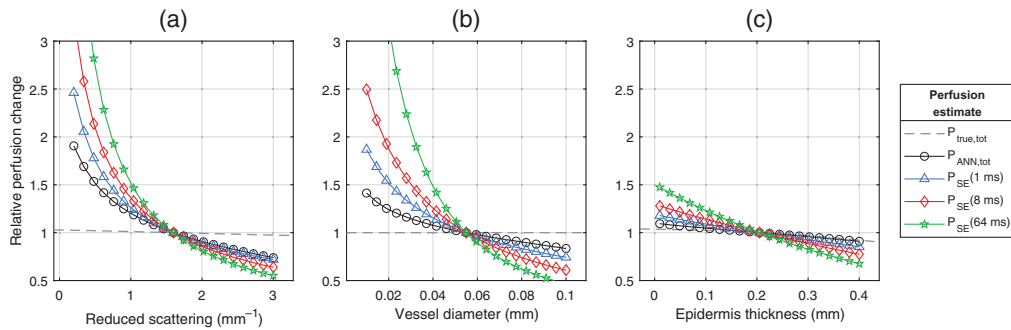 (a)
(b)
(c)
Relative perfusion change
3
2.5
2
1.5
1
0.5
0
1
2
3
Reduced scattering (mm⁻¹)
3
2.5
2
1.5
1
0.5
0.02
0.04
0.06
0.08
0.1
Vessel diameter (mm)
3
2.5
2
1.5
1
0.5
0
0.1
0.2
0.3
0.4
Epidermis thickness (mm)
Perfusion
estimate
P_true,tot
P_ANN,tot
P_SE(1 ms)
P_SE(8 ms)
P_SE(64 ms)